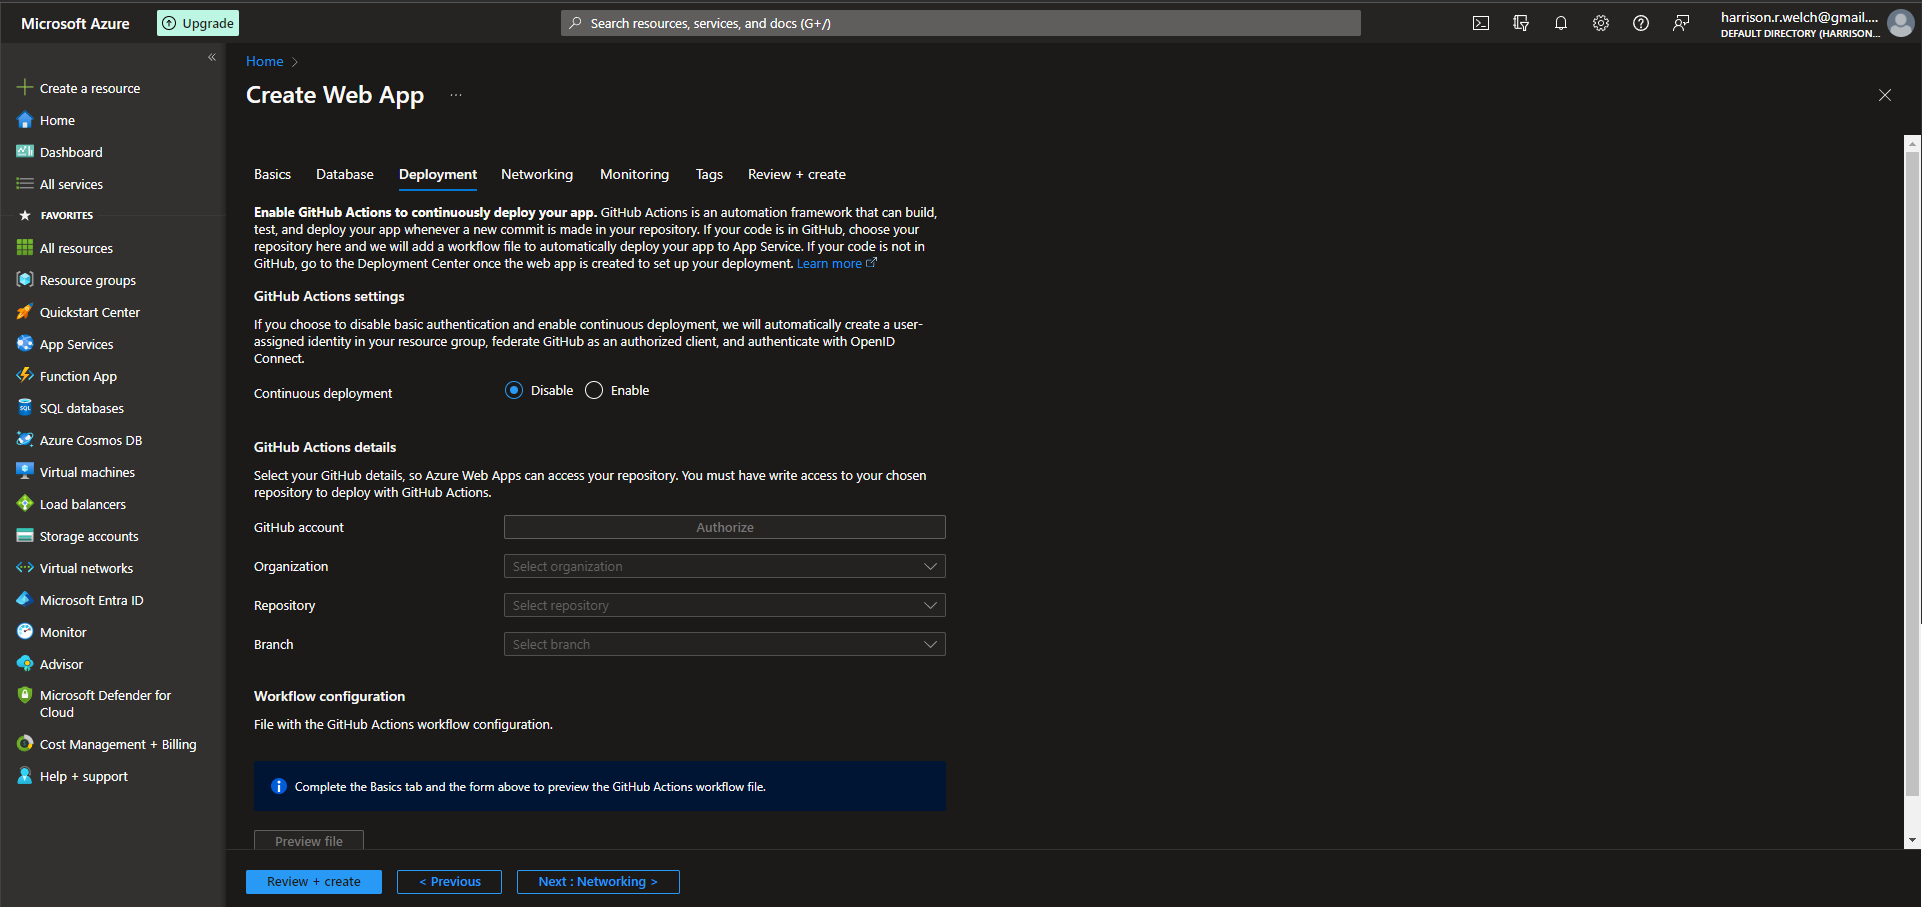 Microsoft Azure
Upgrade
Search resources, services, and docs (G+/)
harrison.r.welch@gmail....
DEFAULT DIRECTORY (HARRISON...
«
Create a resource
Home
Dashboard
All services
FAVORITES
All resources
Resource groups
Quickstart Center
App Services
Function App
SQL databases
Azure Cosmos DB
Virtual machines
Load balancers
Storage accounts
Virtual networks
Microsoft Entra ID
Monitor
Advisor
Microsoft Defender for
Cloud
Cost Management + Billing
Help + support
Home >
Create Web App ...
Basics Database Deployment Networking Monitoring Tags Review + create
Enable GitHub Actions to continuously deploy your app. GitHub Actions is an automation framework that can build,
test, and deploy your app whenever a new commit is made in your repository. If your code is in GitHub, choose your
repository here and we will add a workflow file to automatically deploy your app to App Service. If your code is not in
GitHub, go to the Deployment Center once the web app is created to set up your deployment. Learn more
GitHub Actions settings
If you choose to disable basic authentication and enable continuous deployment, we will automatically create a user-
assigned identity in your resource group, federate GitHub as an authorized client, and authenticate with OpenID
Connect.
Continuous deployment Disable Enable
GitHub Actions details
Select your GitHub details, so Azure Web Apps can access your repository. You must have write access to your chosen
repository to deploy with GitHub Actions.
GitHub account Authorize
Organization Select organization
Repository Select repository
Branch Select branch
Workflow configuration
File with the GitHub Actions workflow configuration.
Complete the Basics tab and the form above to preview the GitHub Actions workflow file.
Preview file
Review + create < Previous Next : Networking >